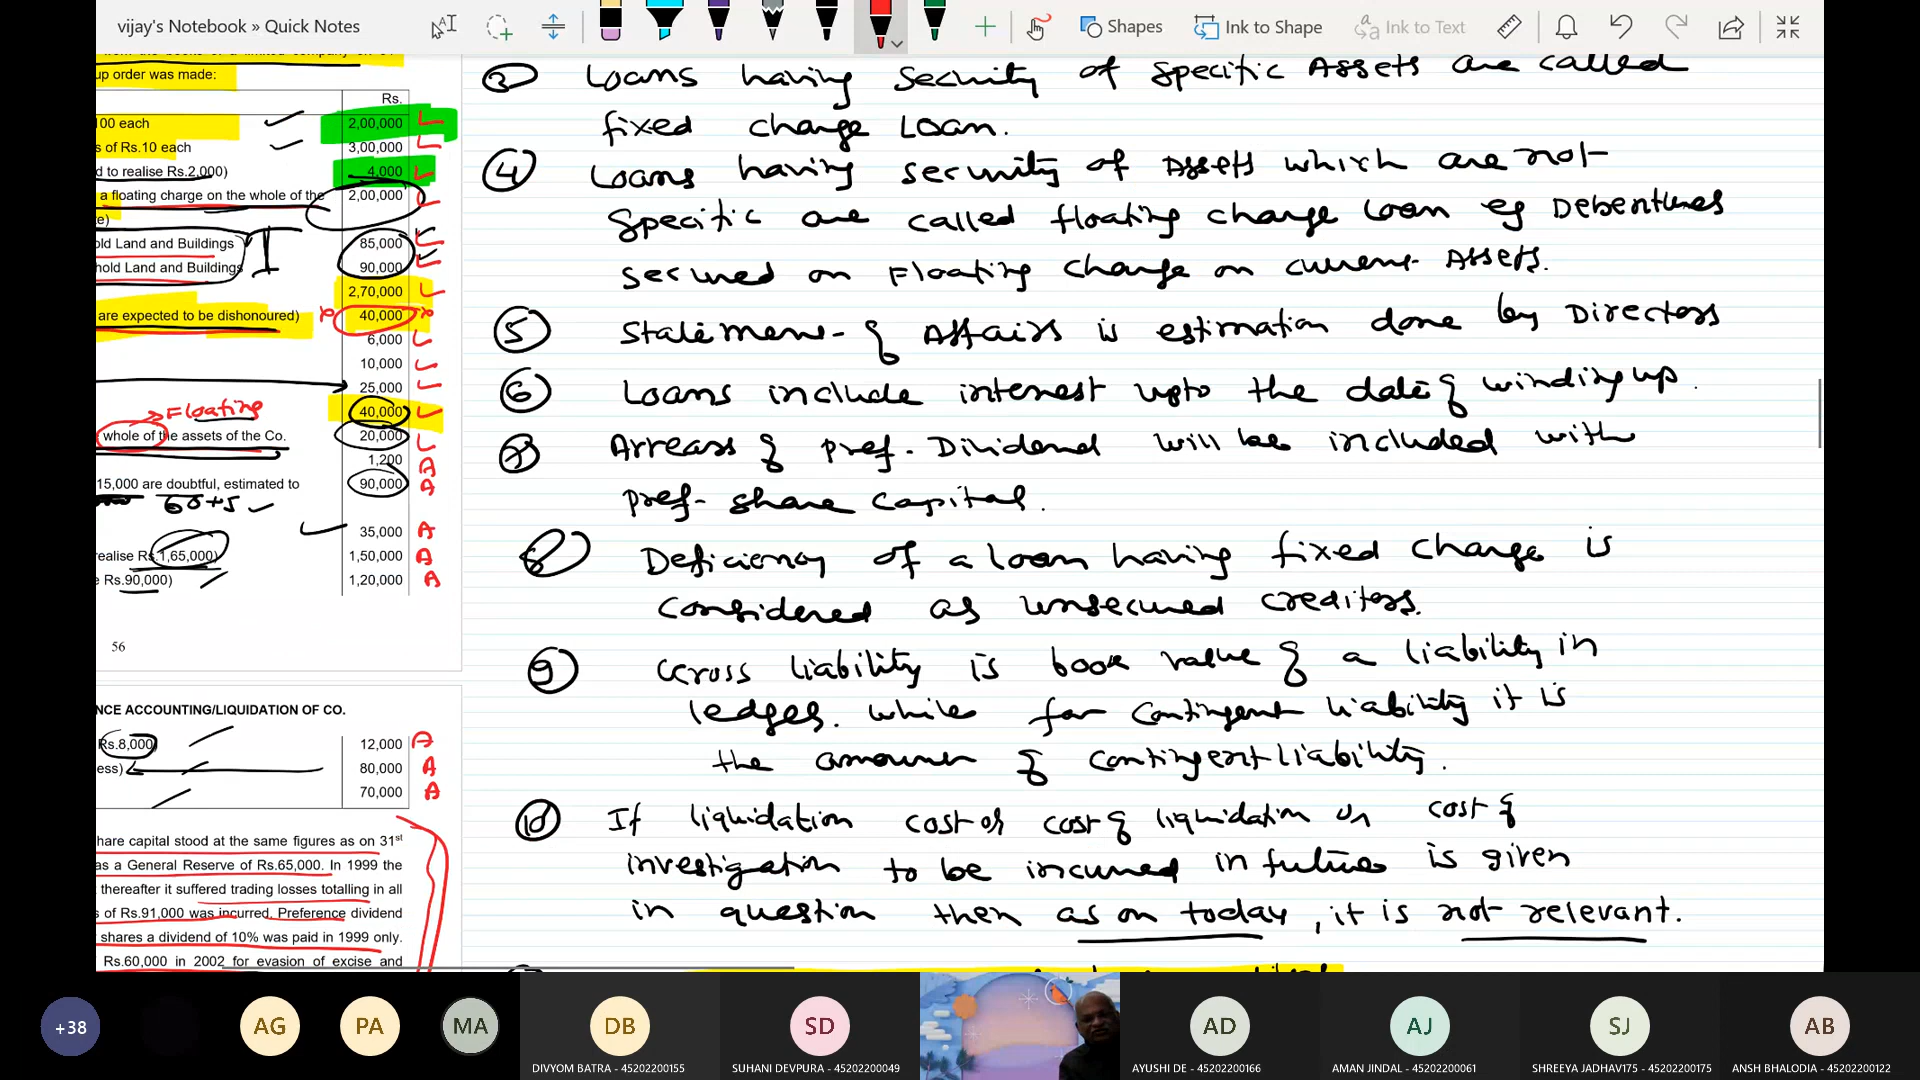 vijay's Notebook » Quick Notes
Shapes
Ink to Shape
Ink to Text
up order was made:
Rs.
100 each 2,00,000 L
s of Rs.10 each 3,00,000 L
d to realise Rs.2,000) 4,000 L
a floating charge on the whole of the 2,00,000 L
re)
old Land and Buildings 85,000 L
hold Land and Buildings 90,000 L
2,70,000 L
are expected to be dishonoured) 40,000
6,000 L
10,000 L
25,000 L
→ Floating 40,000 L
whole of the assets of the Co. 20,000 L
1,200 A
15,000 are doubtful, estimated to 90,000 A
60+5
35,000 A
realise Rs.1,65,000) 1,50,000 A
e Rs.90,000) 1,20,000 A
56
NCE ACCOUNTING/LIQUIDATION OF CO.
Rs.8,000) 12,000 A
ess) 80,000 A
70,000 A
hare capital stood at the same figures as on 31st
as a General Reserve of Rs.65,000. In 1999 the
thereafter it suffered trading losses totalling in all
s of Rs.91,000 was incurred. Preference dividend
shares a dividend of 10% was paid in 1999 only.
Rs.60,000 in 2002 for evasion of excise and
③ Loans having security of specific Assets are called
fixed charge Loan.
④ Loans having security of Assets which are not
specific are called floating charge loan eg Debentures
secured on Floating charge on current Assets.
⑤ Statement of Affairs is estimation done by Directors
⑥ Loans include interest upto the date of winding up.
⑦ Arrears of pref. Dividend will be included with
pref. share capital.
⑧ Deficiency of a loan having fixed charge is
considered as unsecured creditors.
⑨ Gross liability is book value of a liability in
ledger. while for contingent liability it is
the amount of contingent liability.
⑩ If liquidation cost or cost of liquidation or cost of
investigation to be incurred in future is given
in question then as on today, it is not relevant.
+38
AG
PA
MA
DB
SD
AD
AJ
SJ
AB
DIVYOM BATRA - 45202200155
SUHANI DEVPURA - 45202200049
AYUSHI DE - 45202200166
AMAN JINDAL - 45202200061
SHREEYA JADHAV175 - 45202200175
ANSH BHALODIA - 45202200122